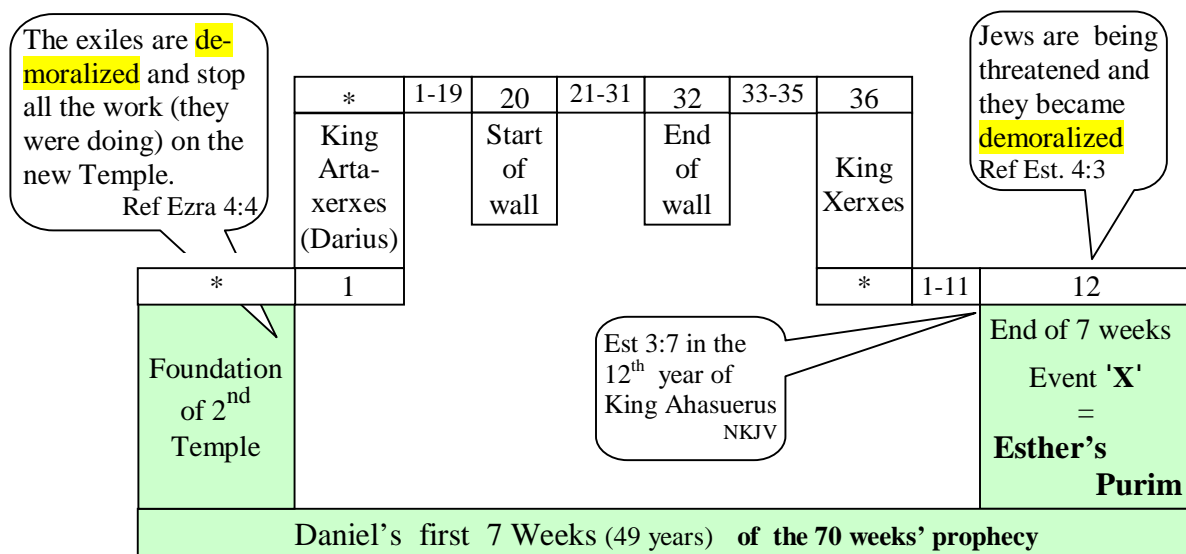 The exiles are de-
moralized and stop
all the work (they
were doing) on the
new Temple.
Ref Ezra 4:4
Jews are being
threatened and
they became
demoralized
Ref Est. 4:3
* 1-19 20 21-31 32 33-35 36
King
Arta-
xerxes
(Darius)
Start
of
wall
End
of
wall
King
Xerxes
* 1 * 1-11 12
Foundation
of 2nd
Temple
Est 3:7 in the
12th year of
King Ahasuerus
NKJV
End of 7 weeks
Event 'X'
=
Esther's
Purim
Daniel's first 7 Weeks (49 years) of the 70 weeks' prophecy